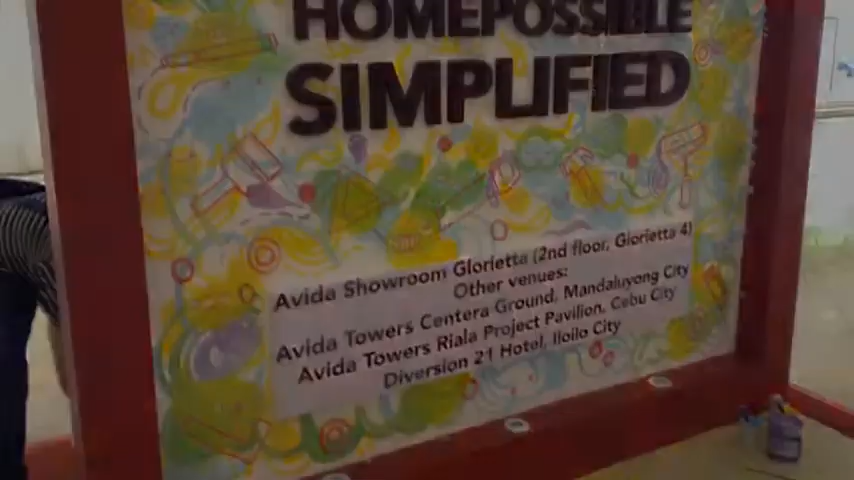 HOMEPOSSIBLE
SIMPLIFIED
Avida Showroom Glorietta (2nd floor, Glorietta 4)
Other venues:
Avida Towers Centera Ground, Mandaluyong City
Avida Towers Riala Project Pavilion, Cebu City
Diversion 21 Hotel, Iloilo City